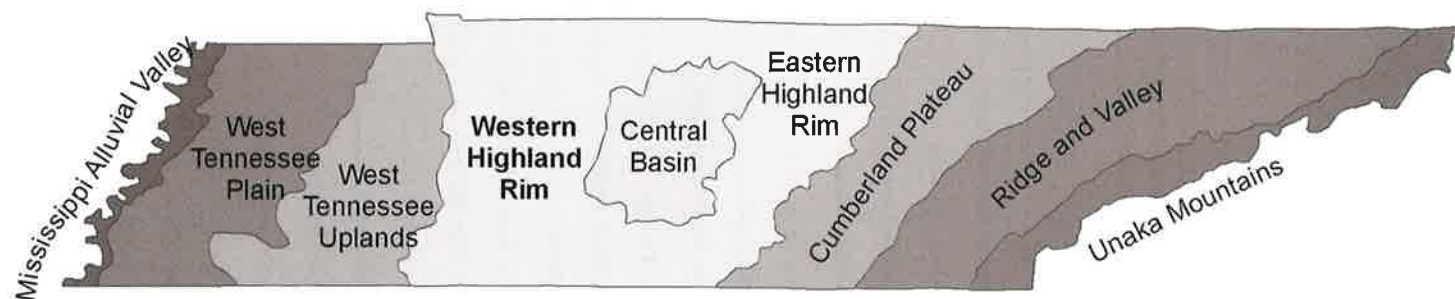 Mississippi Alluvial Valley
West
Tennessee
Plain
West
Tennessee
Uplands
Western
Highland
Rim
Central
Basin
Eastern
Highland
Rim
Cumberland Plateau
Ridge and Valley
Unaka Mountains